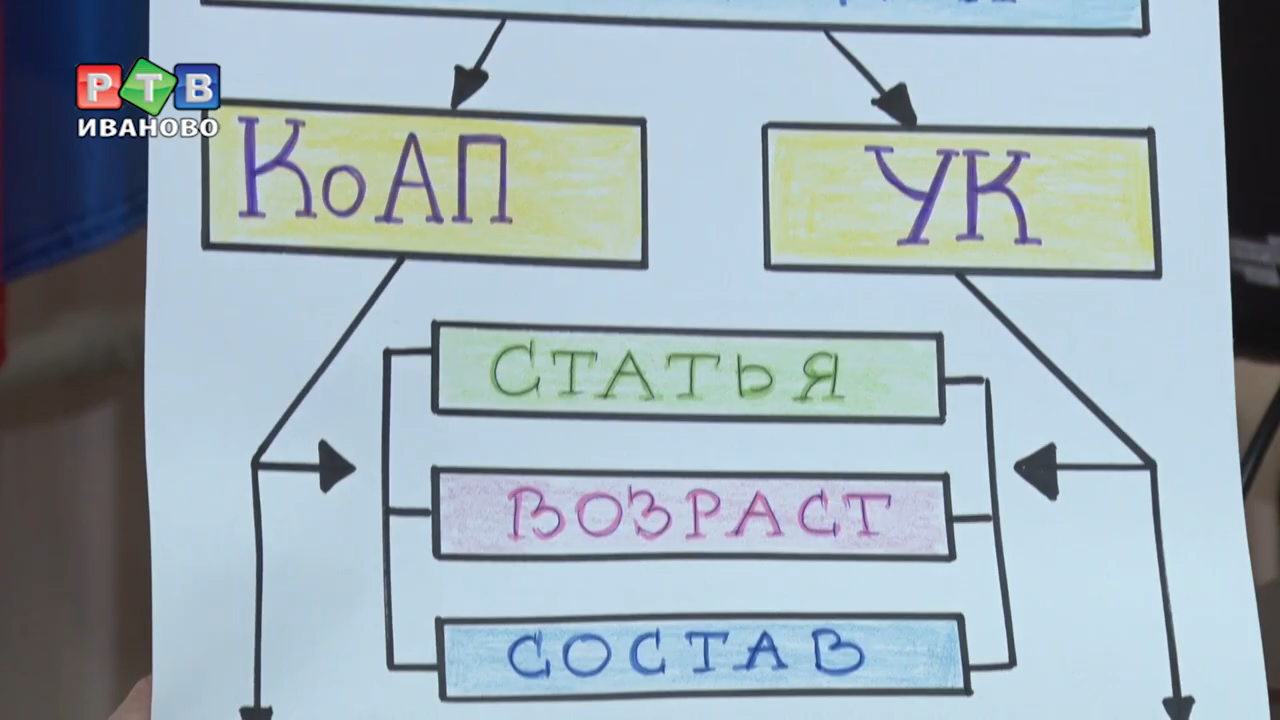 РТВ
ИВАНОВО
КоАП
УК
СТАТЬЯ
ВОЗРАСТ
СОСТАВ